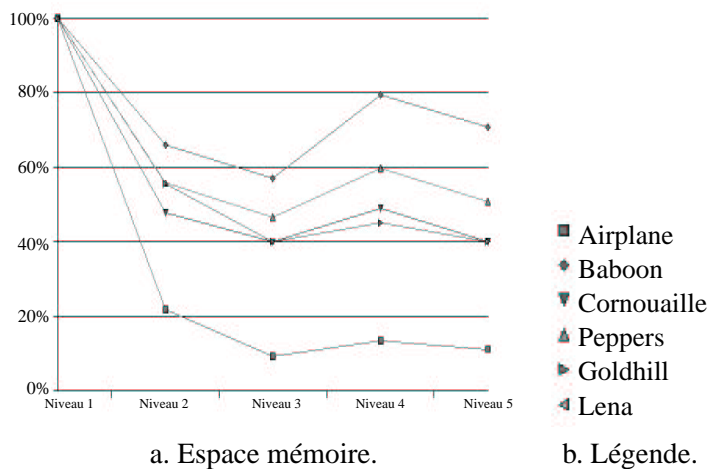 100%
80%
60%
40%
20%
0%
Niveau 1
Niveau 2
Niveau 3
Niveau 4
Niveau 5
Airplane
Baboon
Cornouaille
Peppers
Goldhill
Lena
a. Espace mémoire.
b. Légende.